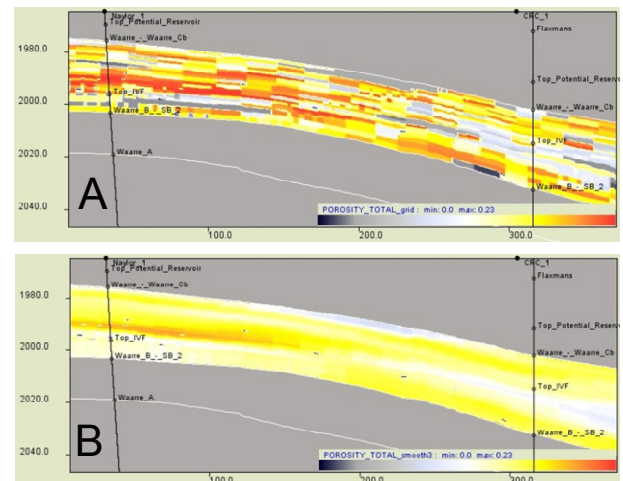 Naylor_1
CRC_1
Top_Potential_Reservoir
Flaxmans
Waarre_-_Waarre_Cb
1980.0
Top_Potential_Reserv
Top_IVF
2000.0
Waarre_-_Waarre_Cb
Waarre_B_-_SB_2
Top_IVF
2020.0
Waarre_A
Waarre_B_-_SB_2
A
2040.0
POROSITY_TOTAL_grid : min: 0.0 max: 0.23
100.0
200.0
300.0
Naylor_1
CRC_1
Top_Potential_Reservoir
Flaxmans
Waarre_-_Waarre_Cb
1980.0
Top_Potential_Reserv
Top_IVF
2000.0
Waarre_B_-_SB_2
Waarre_-_Waarre_Cb
Top_IVF
2020.0
Waarre_A
Waarre_B_-_SB_2
B
2040.0
POROSITY_TOTAL_smooth3 : min: 0.0 max: 0.23
100.0
200.0
300.0